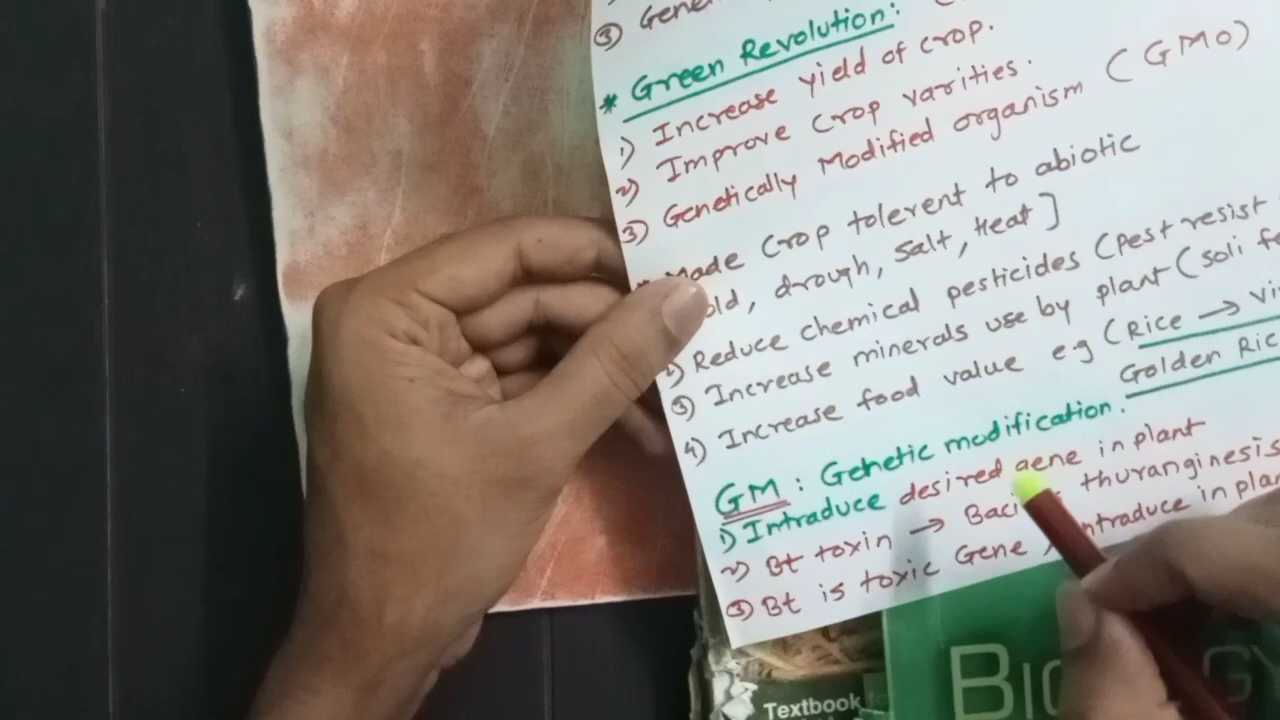 ③ Gene
* Green Revolution:
1) Increase yield of crop.
2) Improve crop varities.
3) Genetically Modified organism (GMO)
Made Crop tolerent to abiotic
old, drough, salt, Heat]
Reduce chemical pesticides (Pest resist
③ Increase minerals use by plant (soli fe
4) Increase food value eg (Rice → Vi
Golden Ric
GM: Genetic modification.
1) Intraduce desired gene in plant
2) Bt toxin → Baci thuranginesis
③ Bt is toxic Gene intraduce in plan
Textbook
BIOLOGY